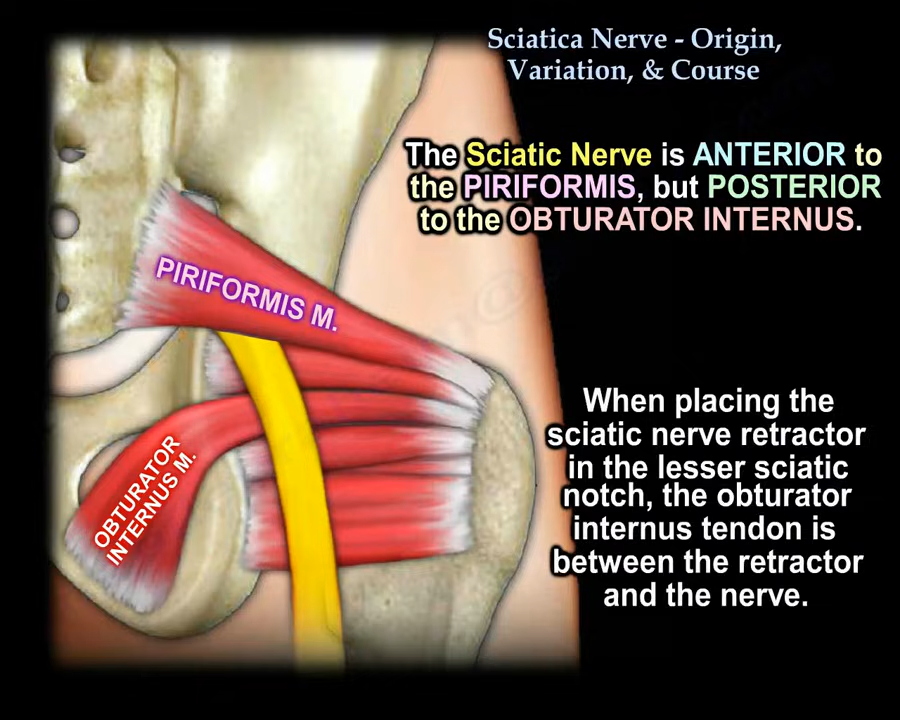 Sciatica Nerve - Origin,
Variation, & Course
The Sciatic Nerve is ANTERIOR to
the PIRIFORMIS, but POSTERIOR
to the OBTURATOR INTERNUS.
PIRIFORMIS M.
When placing the
sciatic nerve retractor
in the lesser sciatic
notch, the obturator
internus tendon is
between the retractor
and the nerve.
OBTURATOR
INTERNUS M.